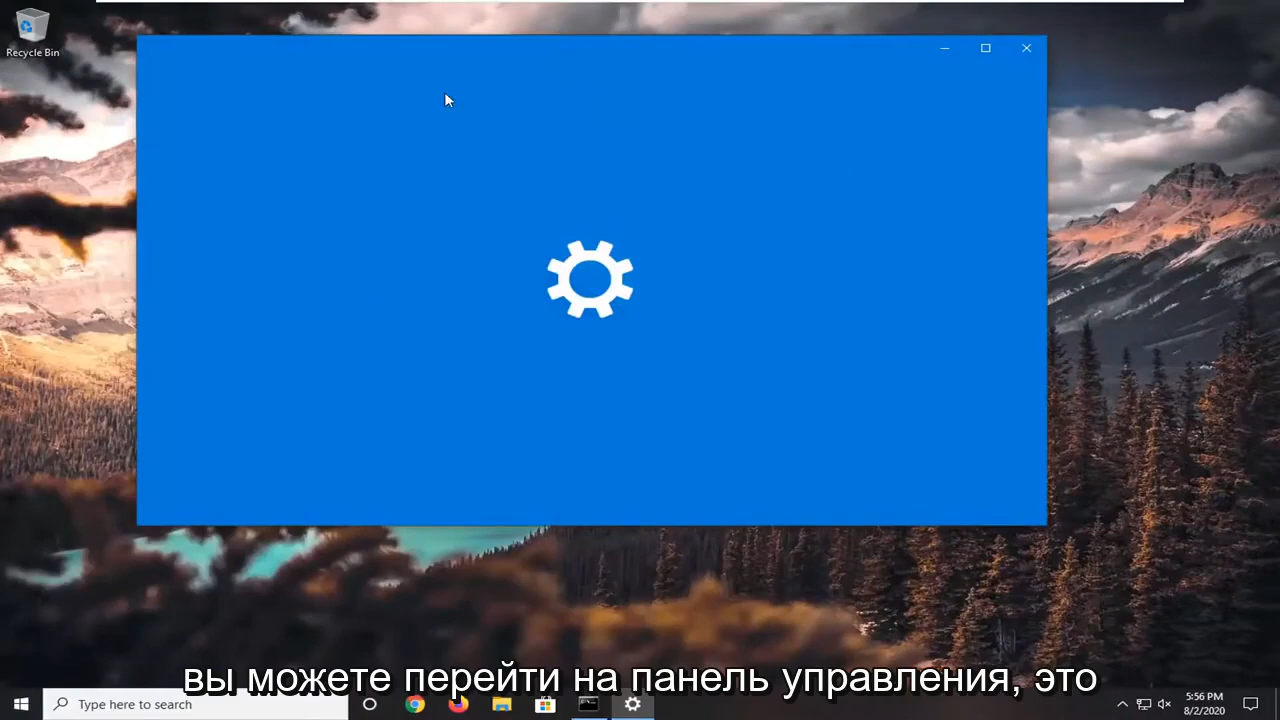 Recycle Bin
вы можете перейти на панель управления, это
Type here to search
5:56 PM
8/2/2020